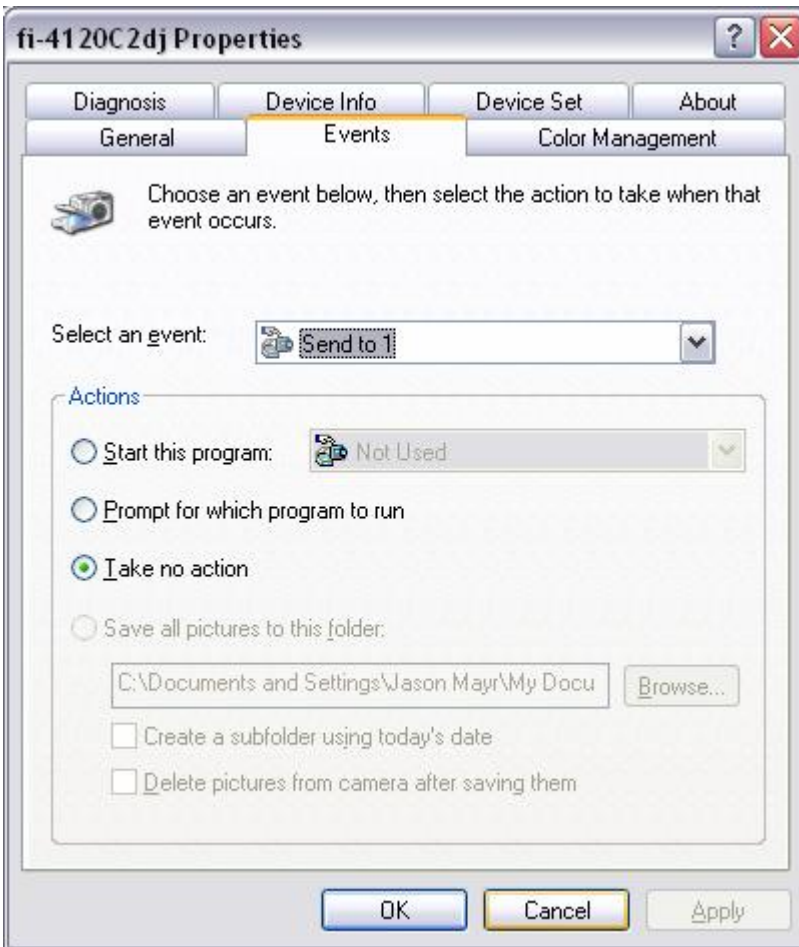 fi-4120C2dj Properties
Diagnosis Device Info Device Set About
General Events Color Management
Choose an event below, then select the action to take when that
event occurs.
Select an event: Send to 1
Actions
Start this program: Not Used
Prompt for which program to run
Take no action
Save all pictures to this folder:
C:\Documents and Settings\Jason Mayr\My Docu Browse...
Create a subfolder using today's date
Delete pictures from camera after saving them
OK Cancel Apply